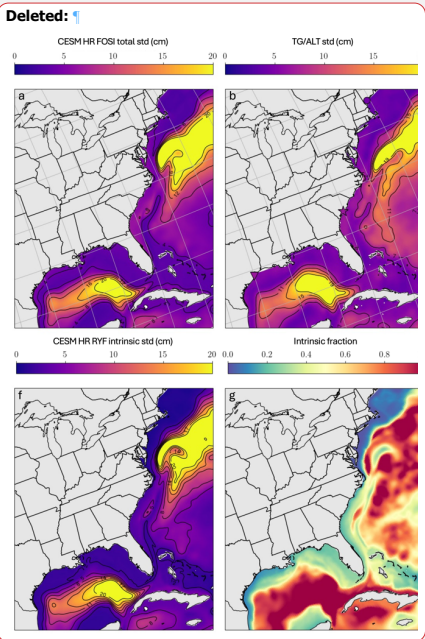 Deleted: ¶
CESM HR FOSI total std (cm)
TG/ALT std (cm)
0 5 10 15 20
0 5 10 15
a
b
CESM HR RYF intrinsic std (cm)
Intrinsic fraction
0 5 10 15 20
0.0 0.2 0.4 0.6 0.8
f
g